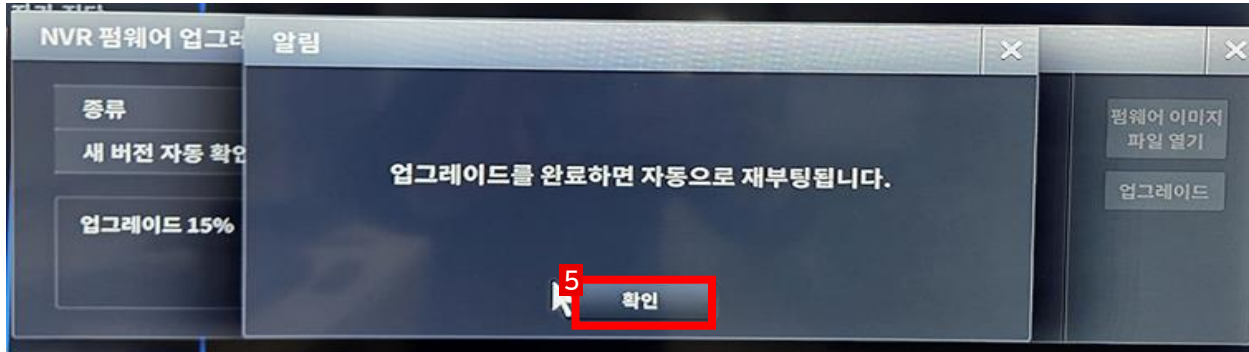 NVR 펌웨어 업그레
알림
종류
새 버전 자동 확인
업그레이드 15%
업그레이드를 완료하면 자동으로 재부팅됩니다.
5
확인
펌웨어 이미지
파일 열기
업그레이드